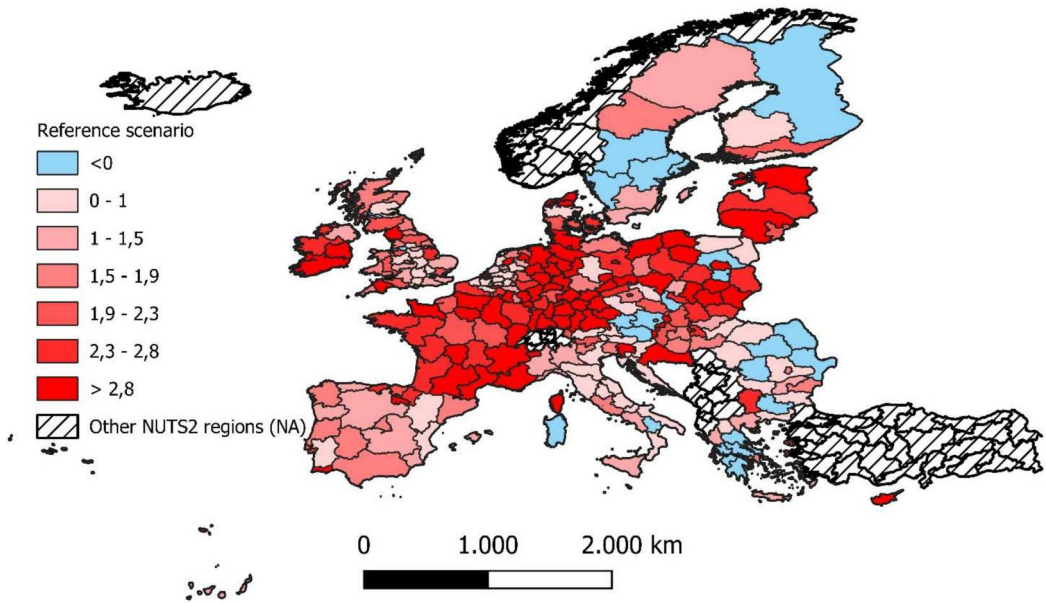 Reference scenario
<0
0 - 1
1 - 1,5
1,5 - 1,9
1,9 - 2,3
2,3 - 2,8
> 2,8
Other NUTS2 regions (NA)
0 1.000 2.000 km